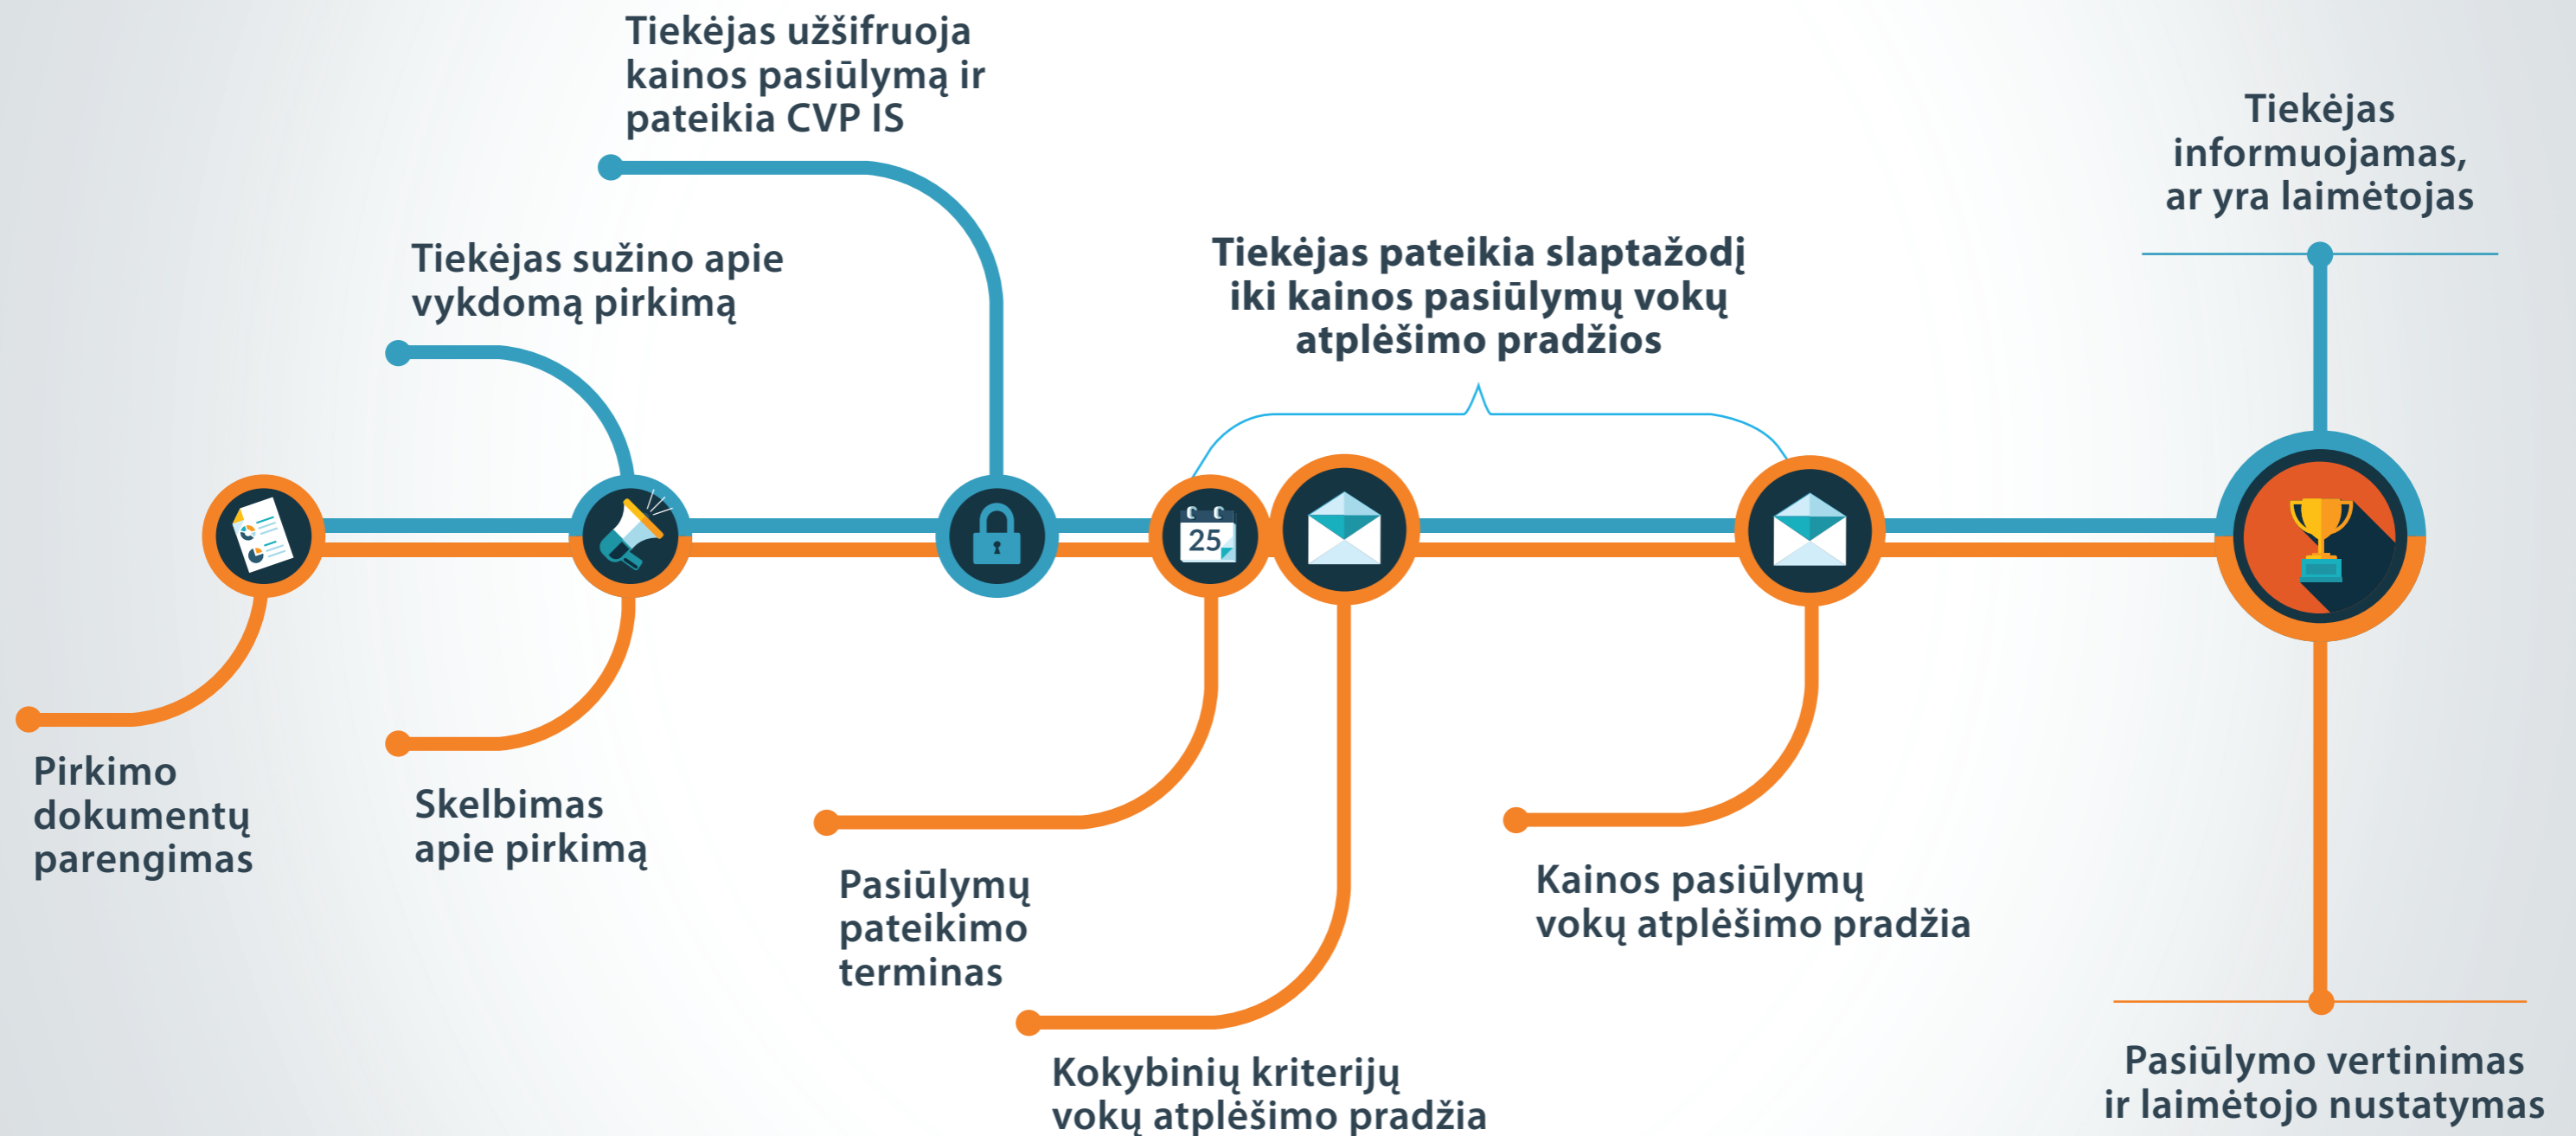 Tiekėjas užšifruoja
kainos pasiūlymą ir
pateikia CVP IS
Tiekėjas
informuojamas,
ar yra laimėtojas
Tiekėjas sužino apie
vykdomą pirkimą
Tiekėjas pateikia slaptažodį
iki kainos pasiūlymų vokų
atplėšimo pradžios
25
Pirkimo
dokumentų
parengimas
Skelbimas
apie pirkimą
Pasiūlymų
pateikimo
terminas
Kainos pasiūlymų
vokų atplėšimo pradžia
Kokybinių kriterijų
vokų atplėšimo pradžia
Pasiūlymo vertinimas
ir laimėtojo nustatymas